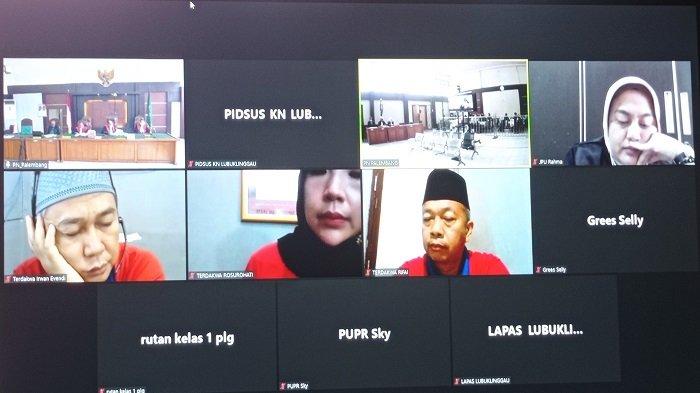 PN_Palembang
PIDSUS KN LUB...
PIDSUS KN LUBUKLINGGAU
PN PALEMBANG
JPU Rahma
Terdakwa Irwan Evendi
TERDAKWA ROSUROHATI
TERDAKWA RIFAI
Grees Selly
Grees Selly
rutan kelas 1 plg
rutan kelas 1 plg
PUPR Sky
PUPR Sky
LAPAS LUBUKLI...
LAPAS LUBUKLINGGAU